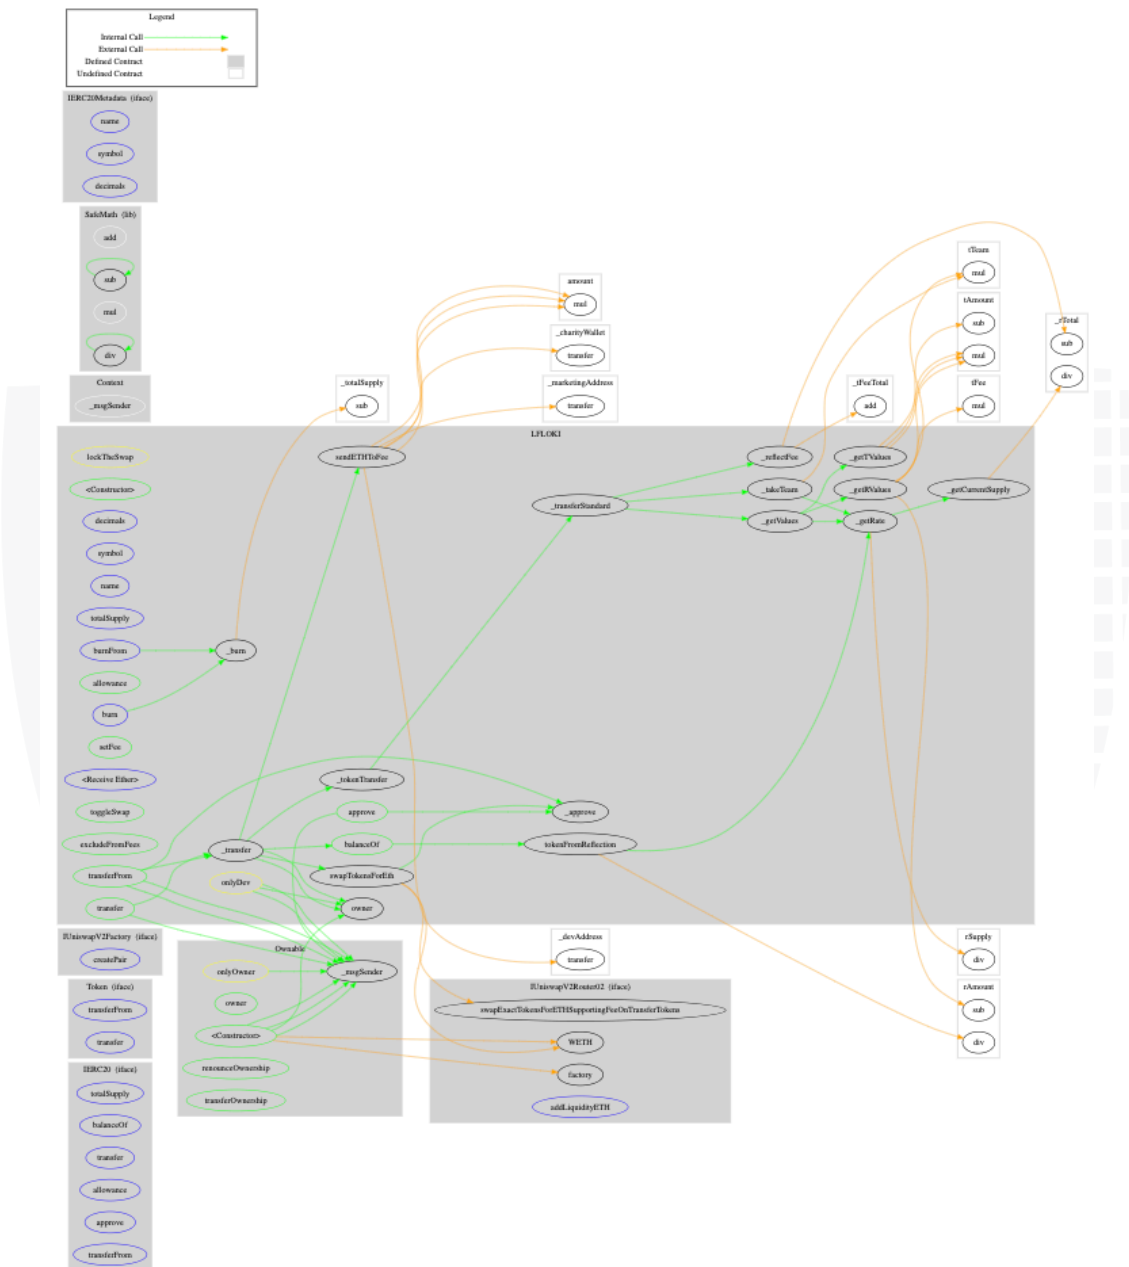 Legend
Internal Call
External Call
Defined Contract
Undefined Contract
IERC20Metadata (iface)
name
symbol
decimals
SafeMath (lib)
add
sub
mul
div
Context
_msgSender
amount
mul
_charityWallet
transfer
_totalSupply
sub
_marketingAddress
transfer
_tFeeTotal
add
tTeam
mul
tAmount
sub
mul
tFee
mul
_rTotal
sub
div
LFLOKI
lockTheSwap
<Constructor>
decimals
symbol
name
totalSupply
burnFrom
allowance
burn
setFee
<Receive Ether>
toggleSwap
excludeFromFees
transferFrom
transfer
_burn
_transfer
onlyDev
sendETHToFee
_tokenTransfer
approve
balanceOf
swapTokensForEth
owner
_transferStandard
_approve
tokenFromReflection
_reflectFee
_takeTeam
_getValues
_getTValues
_getRValues
_getRate
_getCurrentSupply
IUniswapV2Factory (iface)
createPair
Token (iface)
transferFrom
transfer
IERC20 (iface)
totalSupply
balanceOf
transfer
allowance
approve
transferFrom
Ownable
onlyOwner
owner
<Constructor>
renounceOwnership
transferOwnership
_msgSender
_devAddress
transfer
IUniswapV2Router02 (iface)
swapExactTokensForETHSupportingFeeOnTransferTokens
WETH
factory
addLiquidityETH
rSupply
div
rAmount
sub
div